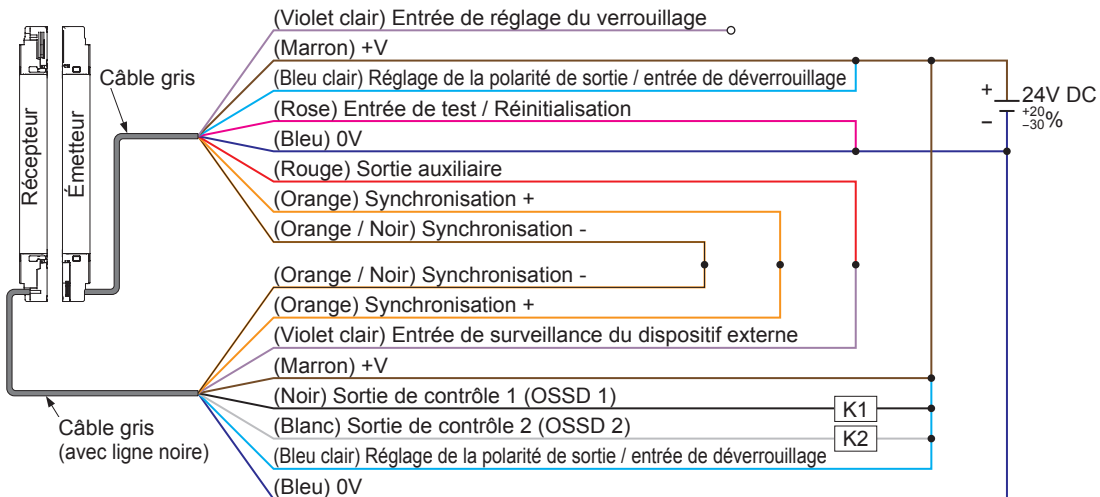 (Violet clair) Entrée de réglage du verrouillage
(Marron) +V
Câble gris
(Bleu clair) Réglage de la polarité de sortie / entrée de déverrouillage
+ 24V DC
+20
−30%
−
(Rose) Entrée de test / Réinitialisation
(Bleu) 0V
Récepteur
Émetteur
(Rouge) Sortie auxiliaire
(Orange) Synchronisation +
(Orange / Noir) Synchronisation -
(Orange / Noir) Synchronisation -
(Orange) Synchronisation +
(Violet clair) Entrée de surveillance du dispositif externe
(Marron) +V
(Noir) Sortie de contrôle 1 (OSSD 1)
K1
(Blanc) Sortie de contrôle 2 (OSSD 2)
K2
Câble gris
(avec ligne noire)
(Bleu clair) Réglage de la polarité de sortie / entrée de déverrouillage
(Bleu) 0V